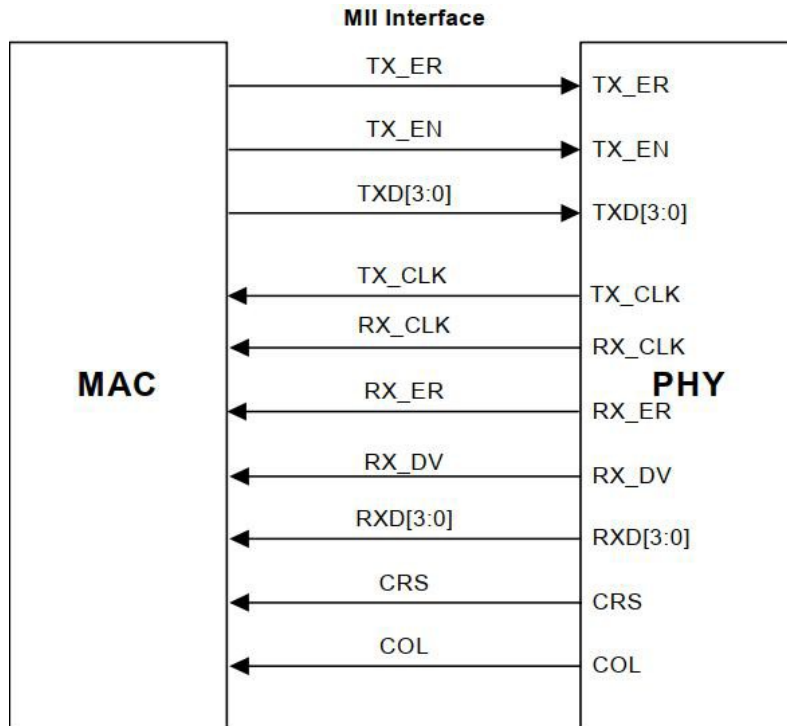 MII Interface
TX_ER
TX_ER
TX_EN
TX_EN
TXD[3:0]
TXD[3:0]
TX_CLK
TX_CLK
RX_CLK
RX_CLK
MAC
PHY
RX_ER
RX_ER
RX_DV
RX_DV
RXD[3:0]
RXD[3:0]
CRS
CRS
COL
COL